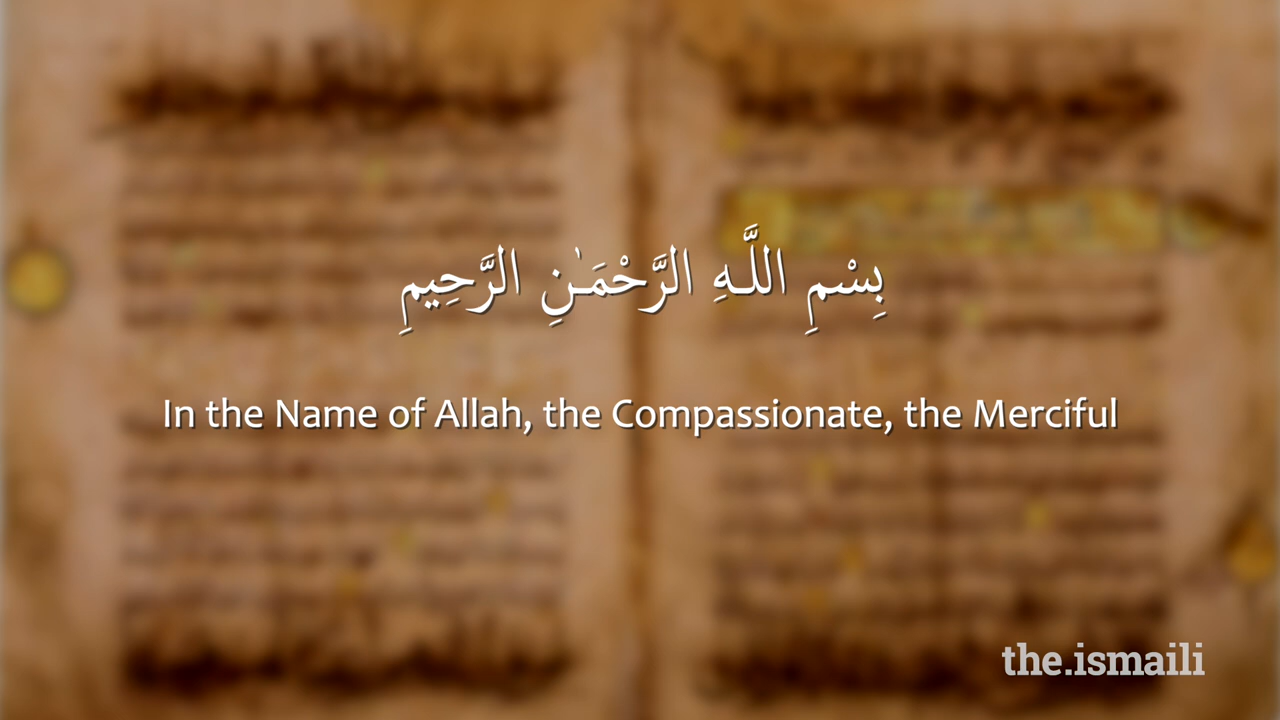 بِسْمِ اللَّـهِ الرَّحْمَـٰنِ الرَّحِيمِ
In the Name of Allah, the Compassionate, the Merciful
the.ismaili